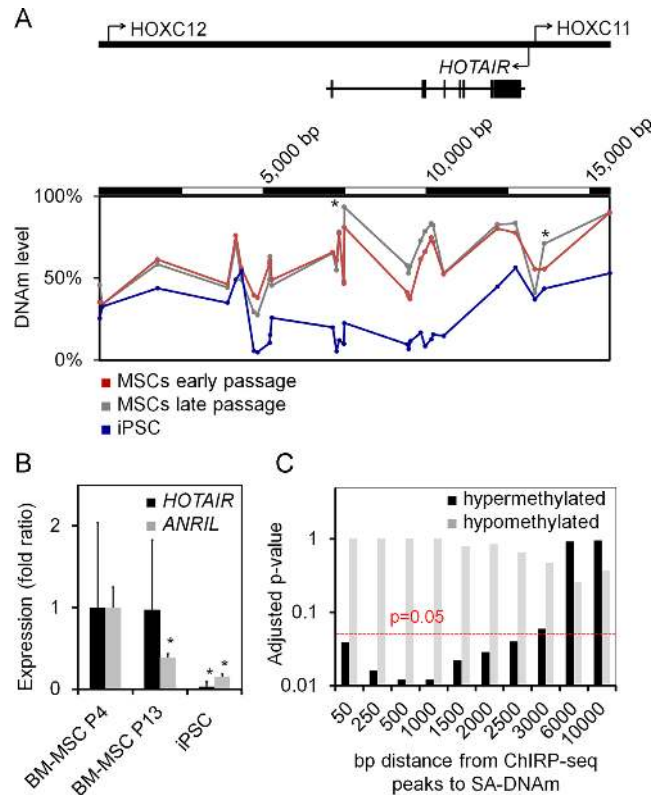 A
HOXC12
HOXC11
HOTAIR
5,000 bp
10,000 bp
15,000 bp
100%
50%
0%
DNAm level
*
*
MSCs early passage
MSCs late passage
iPSC
B
HOTAIR
ANRIL
2
1
0
Expression (fold ratio)
*
* *
BM-MSC P4
BM-MSC P13
iPSC
C
hypermethylated
hypomethylated
1
0.1
0.01
Adjusted p-value
p=0.05
50
250
500
1000
1500
2000
2500
3000
6000
10000
bp distance from ChIRP-seq
peaks to SA-DNAm